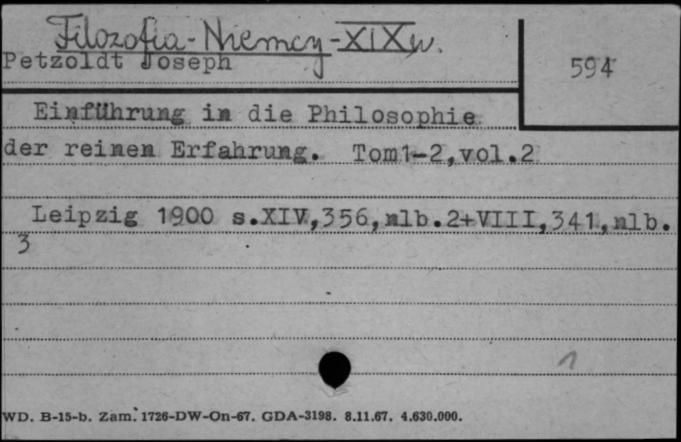 Filozofia-Niemcy-XIX w.
Petzoldt Joseph
594
Einführung in die Philosophie
der reinen Erfahrung. Tom1-2,vol.2
Leipzig 1900 s.XIV,356,nlb.2+VIII,341,nlb.
3
1
WD. B-15-b. Zam. 1726-DW-On-67. GDA-3198. 8.11.67. 4.630.000.